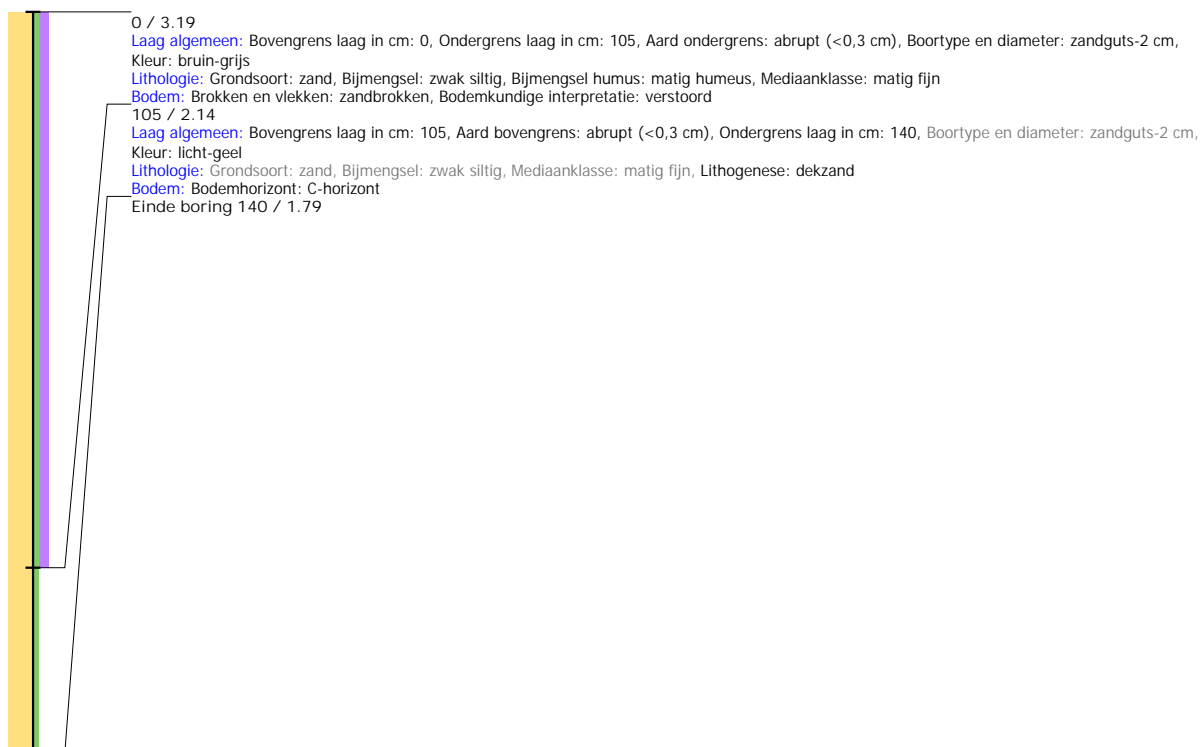 0 / 3.19
Laag algemeen: Bovengrens laag in cm: 0, Ondergrens laag in cm: 105, Aard ondergrens: abrupt (<0,3 cm), Boortype en diameter: zandguts-2 cm,
Kleur: bruin-grijs
Lithologie: Grondsoort: zand, Bijmengsel: zwak siltig, Bijmengsel humus: matig humeus, Mediaanklasse: matig fijn
Bodem: Brokken en vlekken: zandbrokken, Bodemkundige interpretatie: verstoord
105 / 2.14
Laag algemeen: Bovengrens laag in cm: 105, Aard bovengrens: abrupt (<0,3 cm), Ondergrens laag in cm: 140, Boortype en diameter: zandguts-2 cm,
Kleur: licht-geel
Lithologie: Grondsoort: zand, Bijmengsel: zwak siltig, Mediaanklasse: matig fijn, Lithogenese: dekzand
Bodem: Bodemhorizont: C-horizont
Einde boring 140 / 1.79